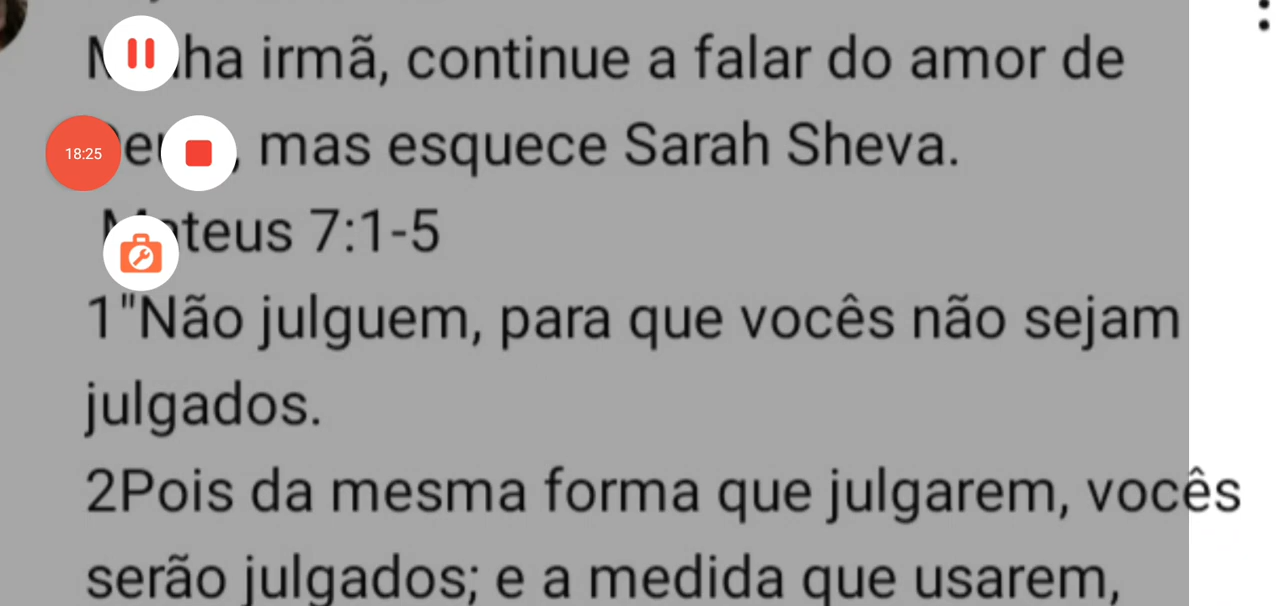 irmã, continue a falar do amor de
mas esquece Sarah Sheva.
18:25
Mateus 7:1-5
1"Não julguem, para que vocês não sejam
julgados.
2Pois da mesma forma que julgarem, vocês
serão julgados; e a medida que usarem,